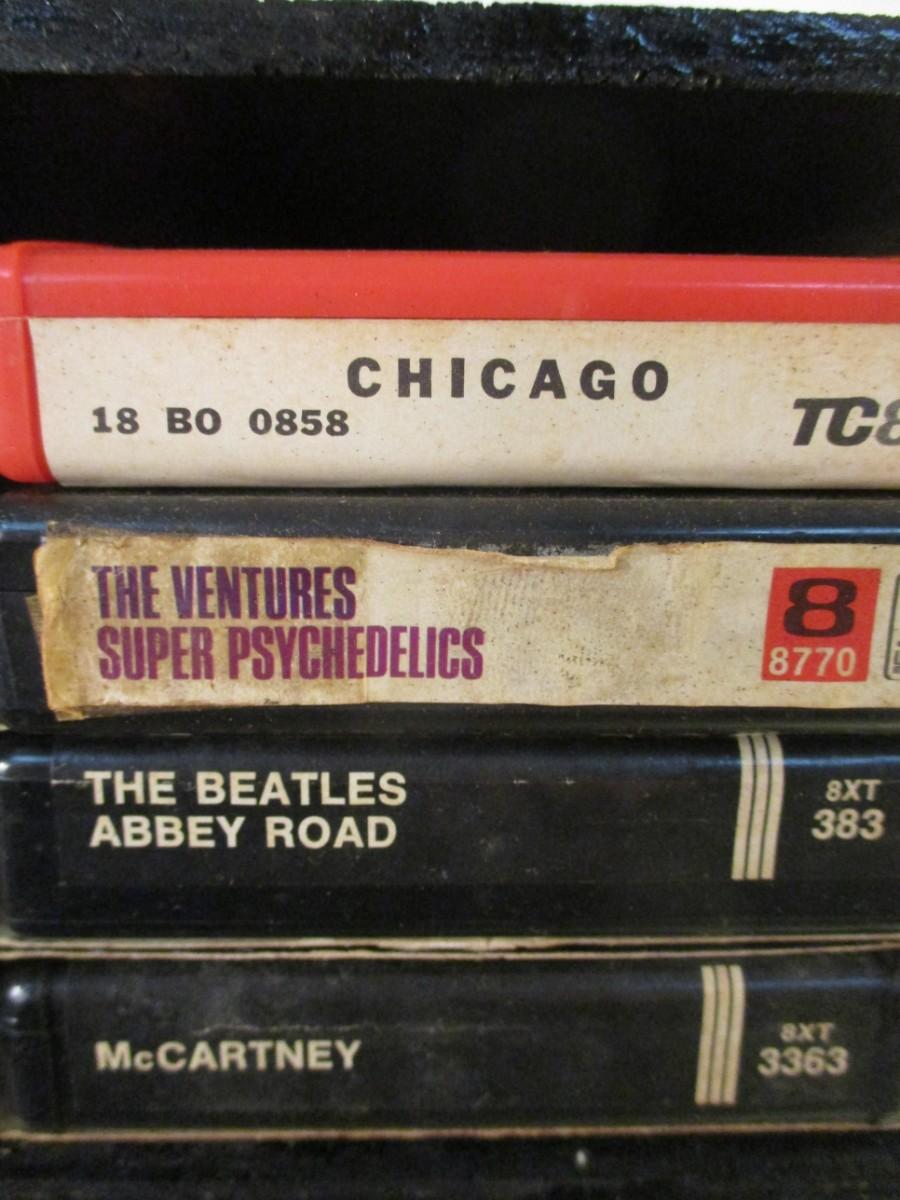 CHICAGO
18 BO 0858
TC8
THE VENTURES
SUPER PSYCHEDELICS
8
8770
THE BEATLES
ABBEY ROAD
8XT
383
McCARTNEY
8XT
3363